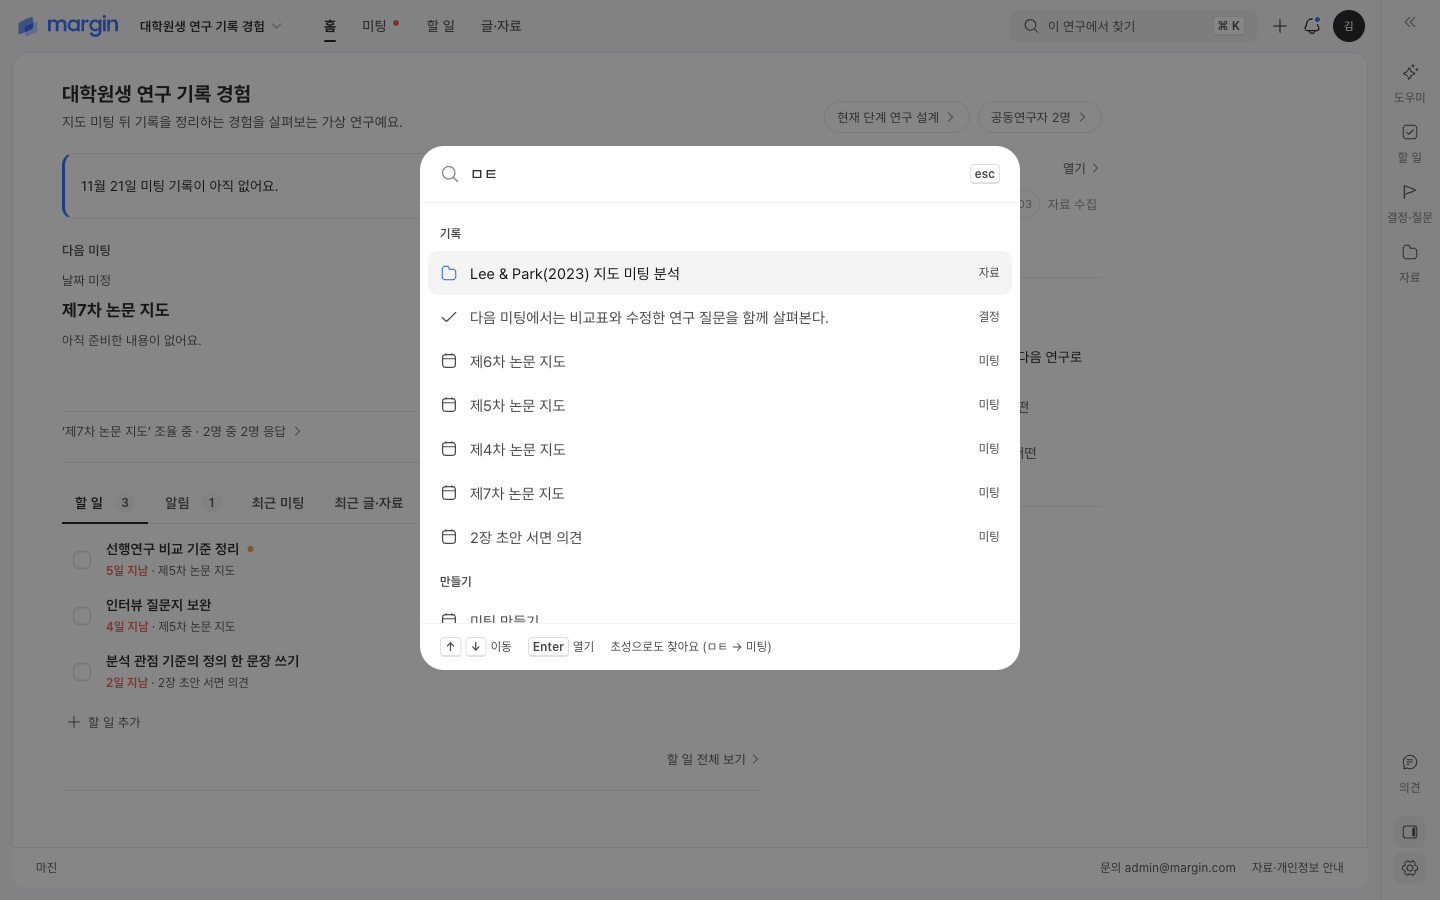 margin
대학원생 연구 기록 경험
홈
미팅
할 일
글·자료
이 연구에서 찾기
⌘ K
김
대학원생 연구 기록 경험
지도 미팅 뒤 기록을 정리하는 경험을 살펴보는 가상 연구예요.
현재 단계 연구 설계
공동연구자 2명
11월 21일 미팅 기록이 아직 없어요.
열기
03
자료 수집
다음 미팅
날짜 미정
제7차 논문 지도
아직 준비한 내용이 없어요.
다음 연구로
‘제7차 논문 지도’ 조율 중 · 2명 중 2명 응답
할 일 3
알림 1
최근 미팅
최근 글·자료
선행연구 비교 기준 정리
5일 지남 · 제5차 논문 지도
인터뷰 질문지 보완
4일 지남 · 제5차 논문 지도
분석 관점 기준의 정의 한 문장 쓰기
2일 지남 · 2장 초안 서면 의견
할 일 추가
할 일 전체 보기
ㅁㅌ
esc
기록
Lee & Park(2023) 지도 미팅 분석
자료
다음 미팅에서는 비교표와 수정한 연구 질문을 함께 살펴본다.
결정
제6차 논문 지도
미팅
제5차 논문 지도
미팅
제4차 논문 지도
미팅
제7차 논문 지도
미팅
2장 초안 서면 의견
미팅
만들기
미팅 만들기
↑ ↓ 이동
Enter 열기
초성으로도 찾아요 (ㅁㅌ → 미팅)
도우미
할 일
결정·질문
자료
의견
마진
문의 admin@margin.com
자료·개인정보 안내